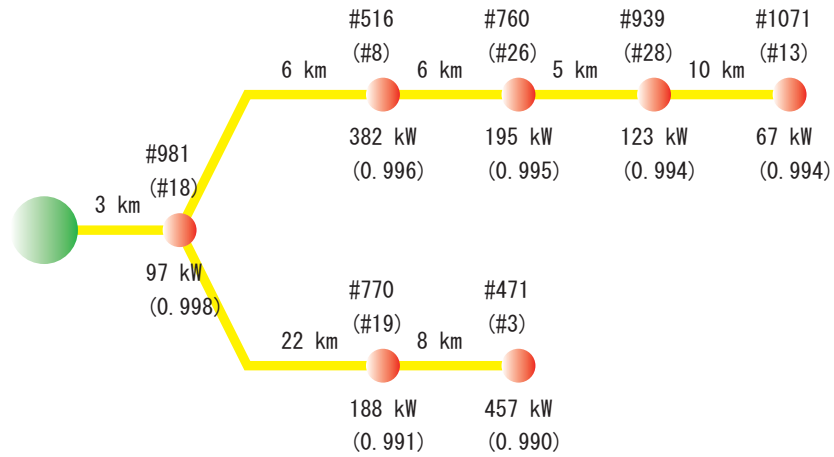 #516 #760 #939 #1071
(#8) (#26) (#28) (#13)
6 km 6 km 5 km 10 km
382 kW 195 kW 123 kW 67 kW
(0.996) (0.995) (0.994) (0.994)
#981
(#18)
3 km
97 kW
(0.998)
#770 #471
(#19) (#3)
22 km 8 km
188 kW 457 kW
(0.991) (0.990)